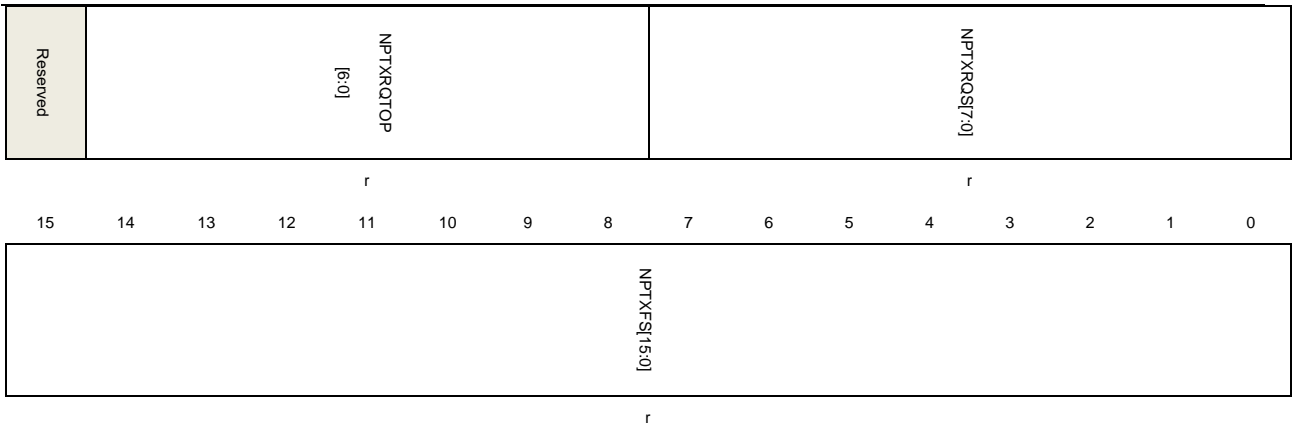 Reserved
NPTXRQTOP
[6:0]
NPTXRQS[7:0]
r r
15 14 13 12 11 10 9 8 7 6 5 4 3 2 1 0
NPTXFS[15:0]
r